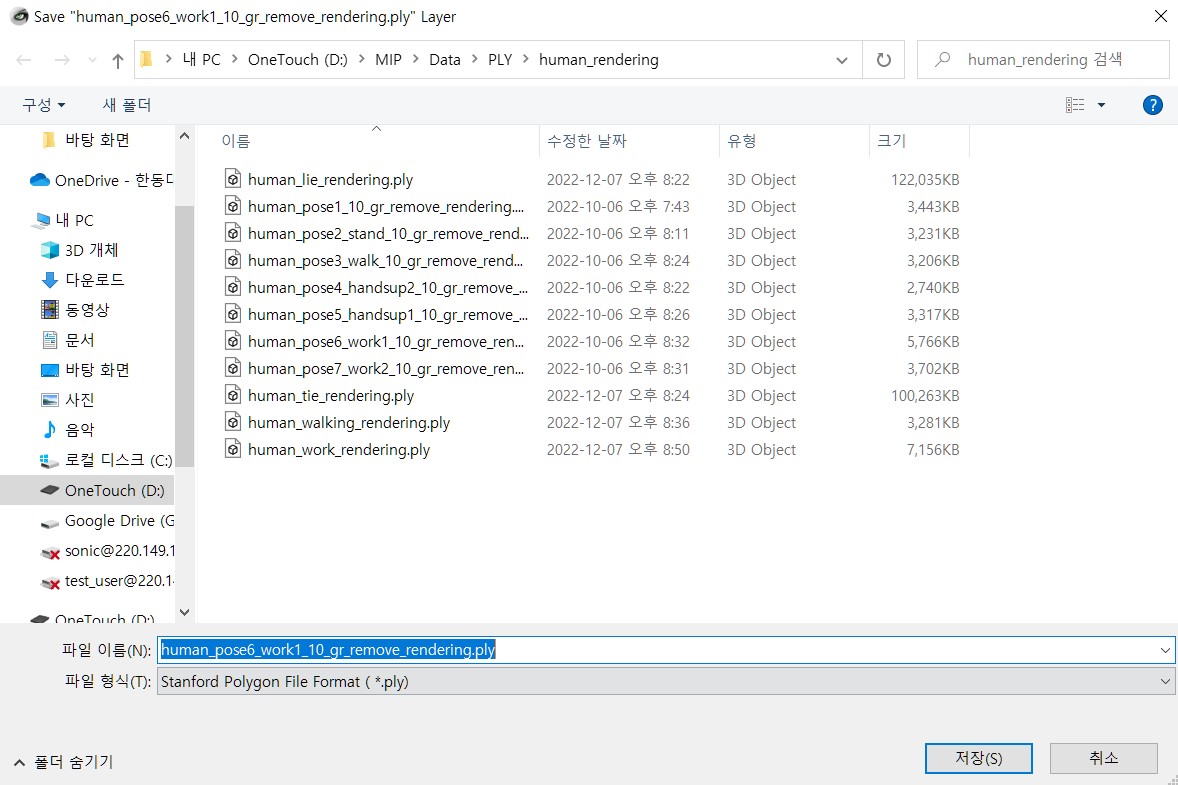 Save "human_pose6_work1_10_gr_remove_rendering.ply" Layer
내 PC > OneTouch (D:) > MIP > Data > PLY > human_rendering
human_rendering 검색
구성
새 폴더
바탕 화면
OneDrive - 한동다
내 PC
3D 개체
다운로드
동영상
문서
바탕 화면
사진
음악
로컬 디스크 (C:)
OneTouch (D:)
Google Drive (G
sonic@220.149.1
test_user@220.14
OneTouch (D:)
이름 수정한 날짜 유형 크기
human_lie_rendering.ply 2022-12-07 오후 8:22 3D Object 122,035KB
human_pose1_10_gr_remove_rendering.... 2022-10-06 오후 7:43 3D Object 3,443KB
human_pose2_stand_10_gr_remove_rend... 2022-10-06 오후 8:11 3D Object 3,231KB
human_pose3_walk_10_gr_remove_rend... 2022-10-06 오후 8:24 3D Object 3,206KB
human_pose4_handsup2_10_gr_remove_... 2022-10-06 오후 8:22 3D Object 2,740KB
human_pose5_handsup1_10_gr_remove_... 2022-10-06 오후 8:26 3D Object 3,317KB
human_pose6_work1_10_gr_remove_ren... 2022-10-06 오후 8:32 3D Object 5,766KB
human_pose7_work2_10_gr_remove_ren... 2022-10-06 오후 8:31 3D Object 3,702KB
human_tie_rendering.ply 2022-12-07 오후 8:24 3D Object 100,263KB
human_walking_rendering.ply 2022-12-07 오후 8:36 3D Object 3,281KB
human_work_rendering.ply 2022-12-07 오후 8:50 3D Object 7,156KB
파일 이름(N): human_pose6_work1_10_gr_remove_rendering.ply
파일 형식(T): Stanford Polygon File Format ( *.ply)
폴더 숨기기
저장(S)
취소